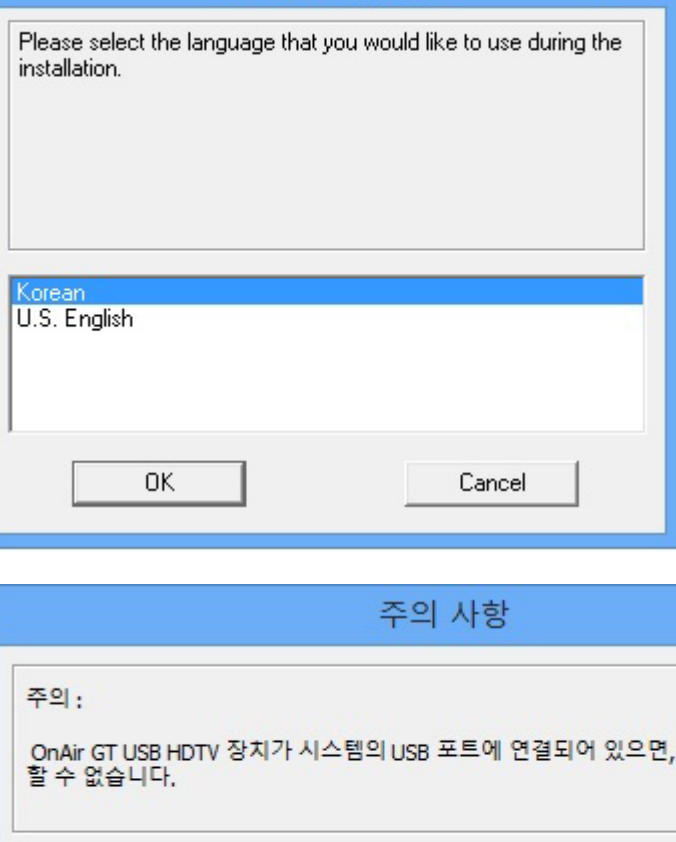 Please select the language that you would like to use during the
installation.
Korean
U.S. English
OK
Cancel
주의 사항
주의 :
OnAir GT USB HDTV 장치가 시스템의 USB 포트에 연결되어 있으면,
할 수 없습니다.